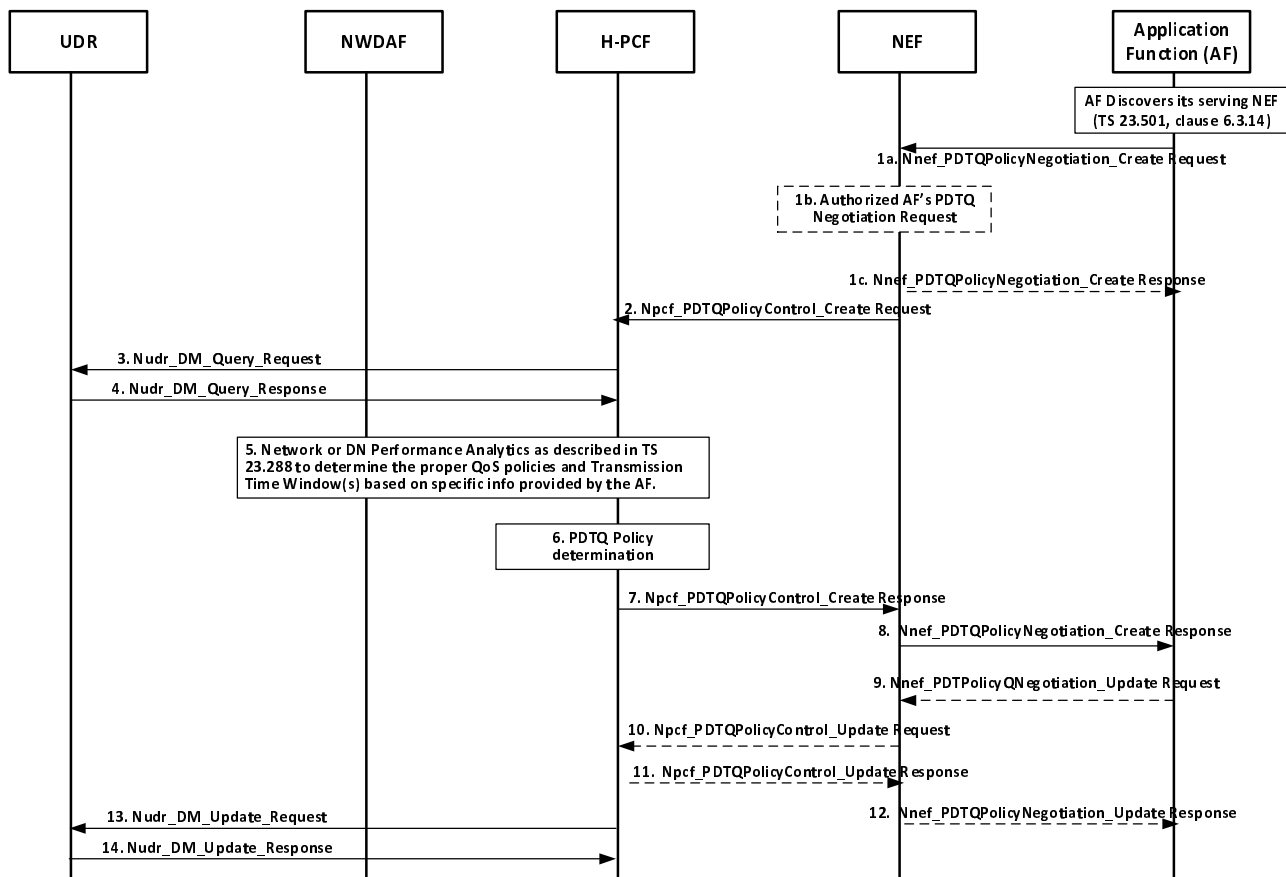 UDR
NWDAF
H-PCF
NEF
Application
Function (AF)
AF Discovers its serving NEF
(TS 23.501, clause 6.3.14)
1a. Nnef_PDTQPolicyNegotiation_Create Request
1b. Authorized AF's PDTQ
Negotiation Request
1c. Nnef_PDTQPolicyNegotiation_Create Response
2. Npcf_PDTQPolicyControl_Create Request
3. Nudr_DM_Query_Request
4. Nudr_DM_Query_Response
5. Network or DN Performance Analytics as described in TS
23.288 to determine the proper QoS policies and Transmission
Time Window(s) based on specific info provided by the AF.
6. PDTQ Policy
determination
7. Npcf_PDTQPolicyControl_Create Response
8. Nnef_PDTQPolicyNegotiation_Create Response
9. Nnef_PDTPolicyQNegotiation_Update Request
10. Npcf_PDTQPolicyControl_Update Request
11. Npcf_PDTQPolicyControl_Update Response
12. Nnef_PDTQPolicyNegotiation_Update Response
13. Nudr_DM_Update_Request
14. Nudr_DM_Update_Response